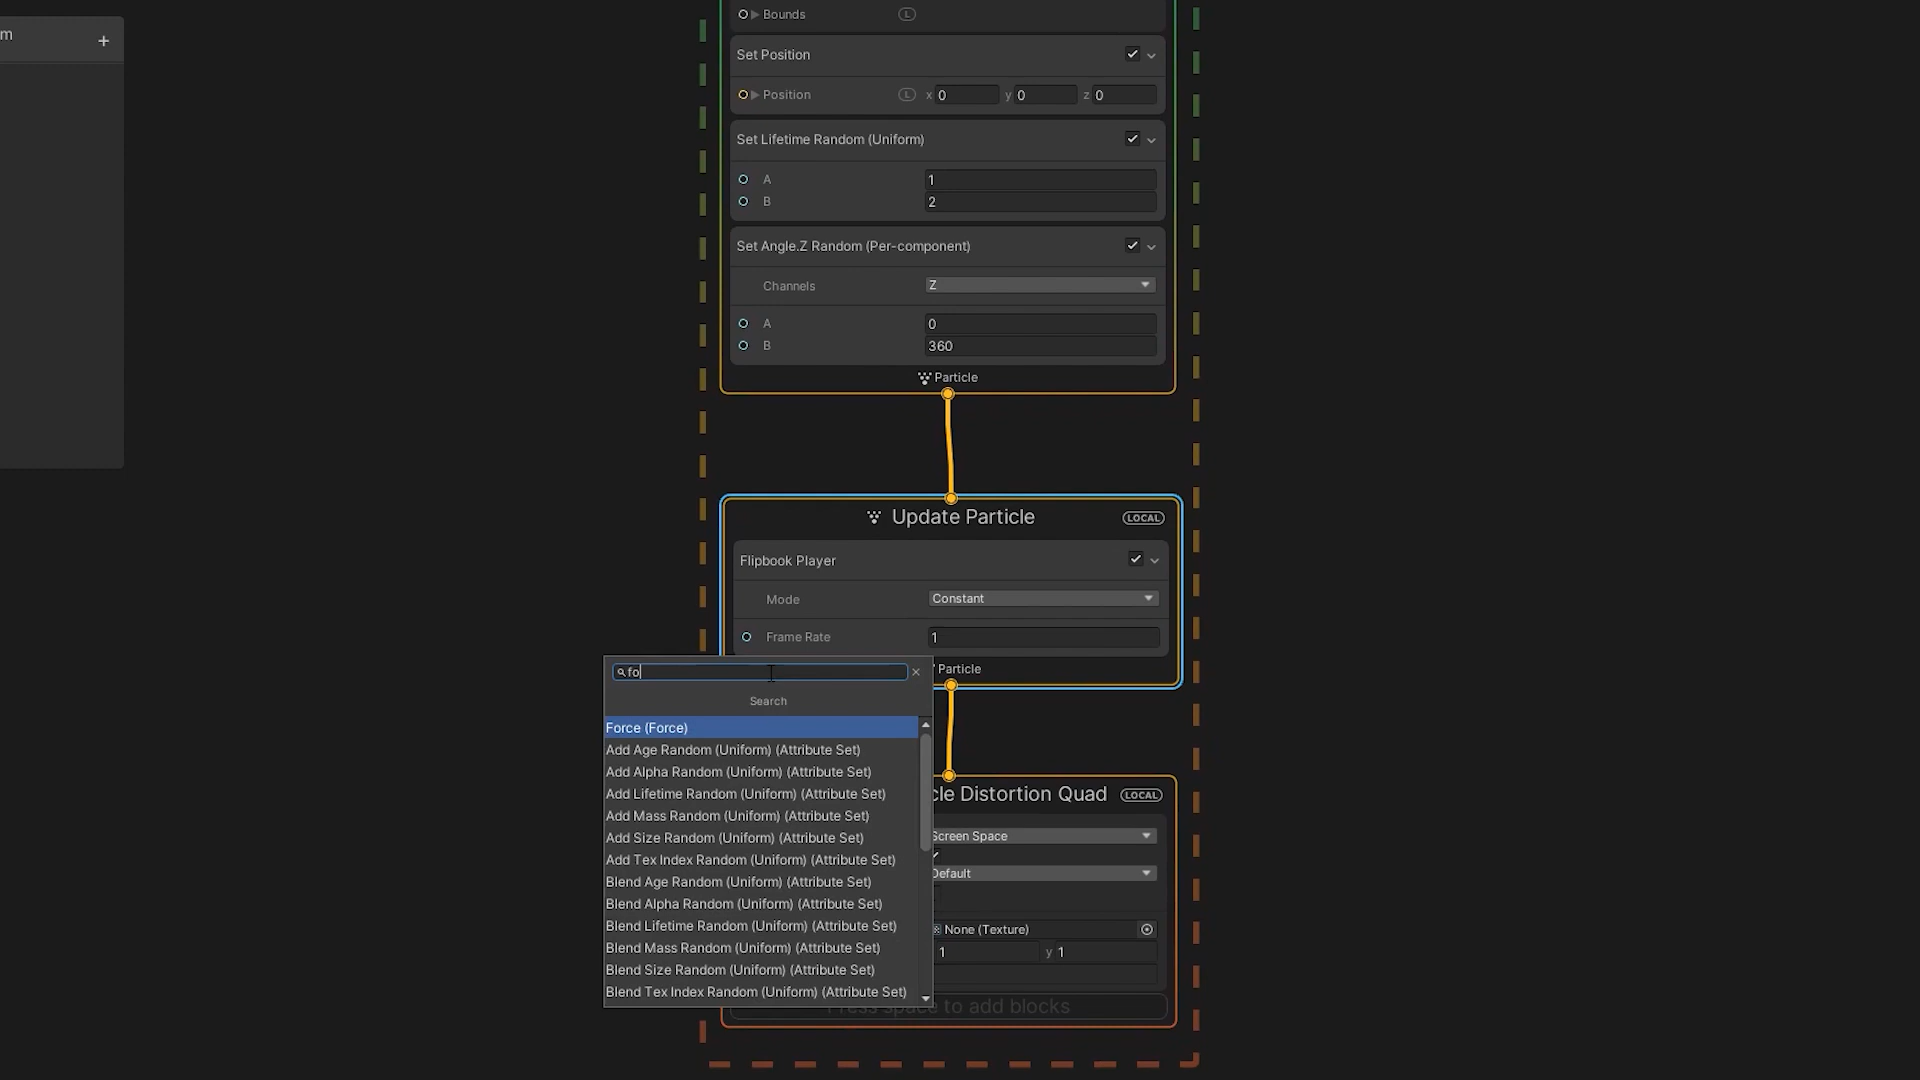 m +
Bounds L
Set Position
Position L x 0 y 0 z 0
Set Lifetime Random (Uniform)
A 1
B 2
Set Angle.Z Random (Per-component)
Channels Z
A 0
B 360
Particle
Update Particle LOCAL
Flipbook Player
Mode Constant
Frame Rate 1
Particle
fo
Search
Force (Force)
Add Age Random (Uniform) (Attribute Set)
Add Alpha Random (Uniform) (Attribute Set)
Add Lifetime Random (Uniform) (Attribute Set)
Add Mass Random (Uniform) (Attribute Set)
Add Size Random (Uniform) (Attribute Set)
Add Tex Index Random (Uniform) (Attribute Set)
Blend Age Random (Uniform) (Attribute Set)
Blend Alpha Random (Uniform) (Attribute Set)
Blend Lifetime Random (Uniform) (Attribute Set)
Blend Mass Random (Uniform) (Attribute Set)
Blend Size Random (Uniform) (Attribute Set)
Blend Tex Index Random (Uniform) (Attribute Set)
cle Distortion Quad LOCAL
Screen Space
Default
None (Texture)
1 y 1
Press space to add blocks